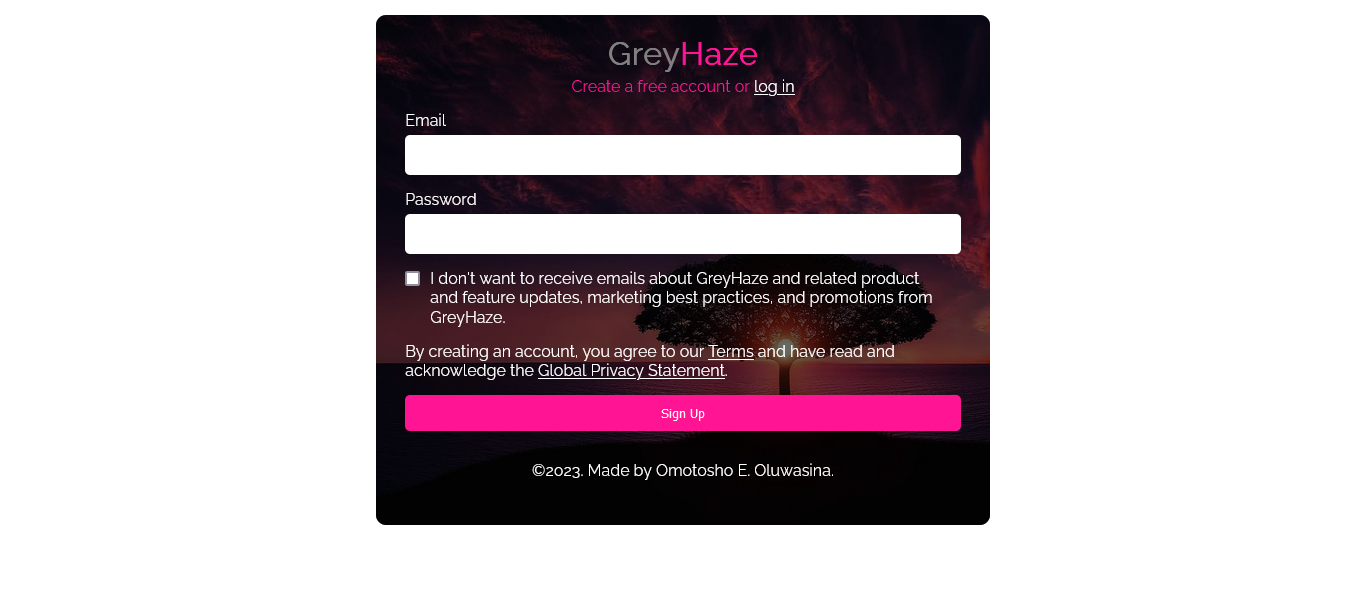 GreyHaze
Create a free account or log in
Email
Password
I don't want to receive emails about GreyHaze and related product
and feature updates, marketing best practices, and promotions from
GreyHaze.
By creating an account, you agree to our Terms and have read and
acknowledge the Global Privacy Statement.
Sign Up
©2023. Made by Omotosho E. Oluwasina.